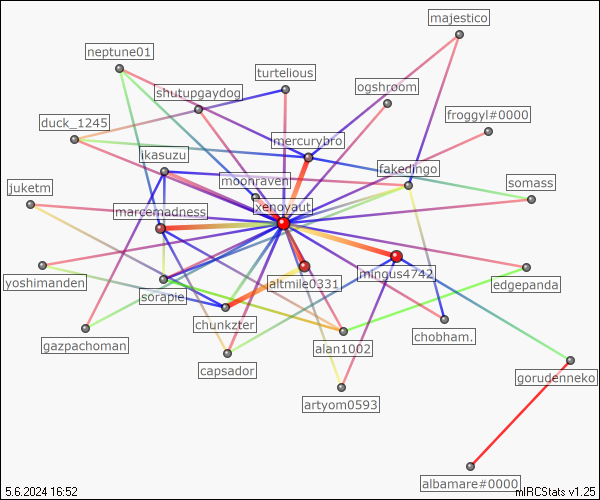 majestico
neptune01
turtelious
ogshroom
shutupgaydog
froggyl#0000
duck_1245
mercurybro
ikasuzu
fakedingo
moonraven
juketm
somass
xenoyaut.
marcemadness
mingus4742
altmile0331
yoshimanden
edgepanda
sorapie
chunkzter
chobham.
gazpachoman
alan1002
capsador
gorudenneko
artyom0593
albamare#0000
5.6.2024 16:52
mIRCStats v1.25